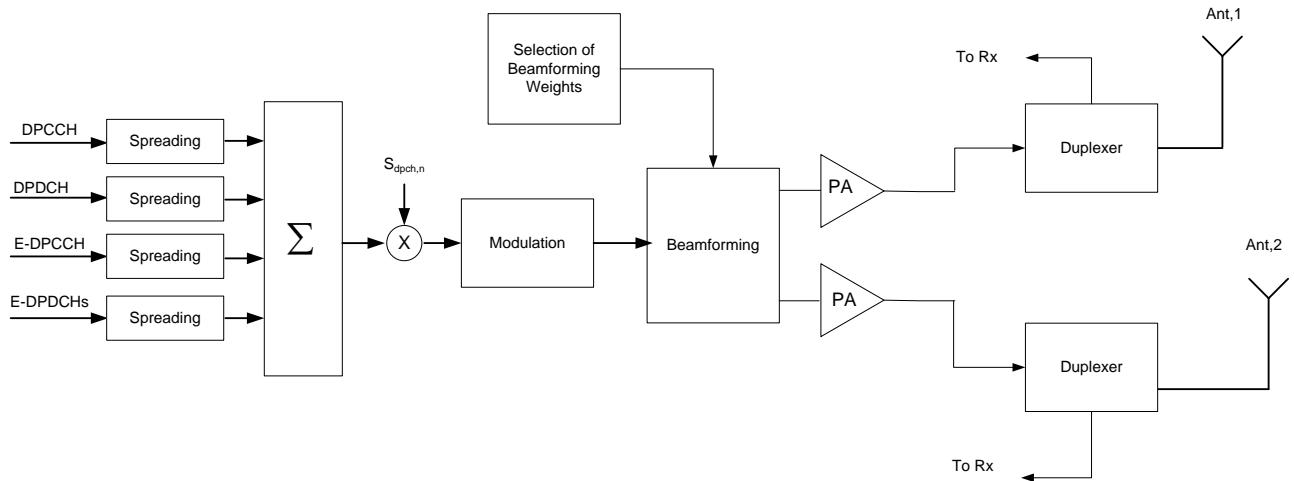 Ant,1
Selection of
Beamforming
Weights
To Rx
DPCCH
Spreading
Duplexer
S dpch,n
PA
DPDCH
Spreading
Σ
X
Modulation
Beamforming
E-DPCCH
Spreading
Ant,2
PA
E-DPDCHs
Spreading
Duplexer
To Rx